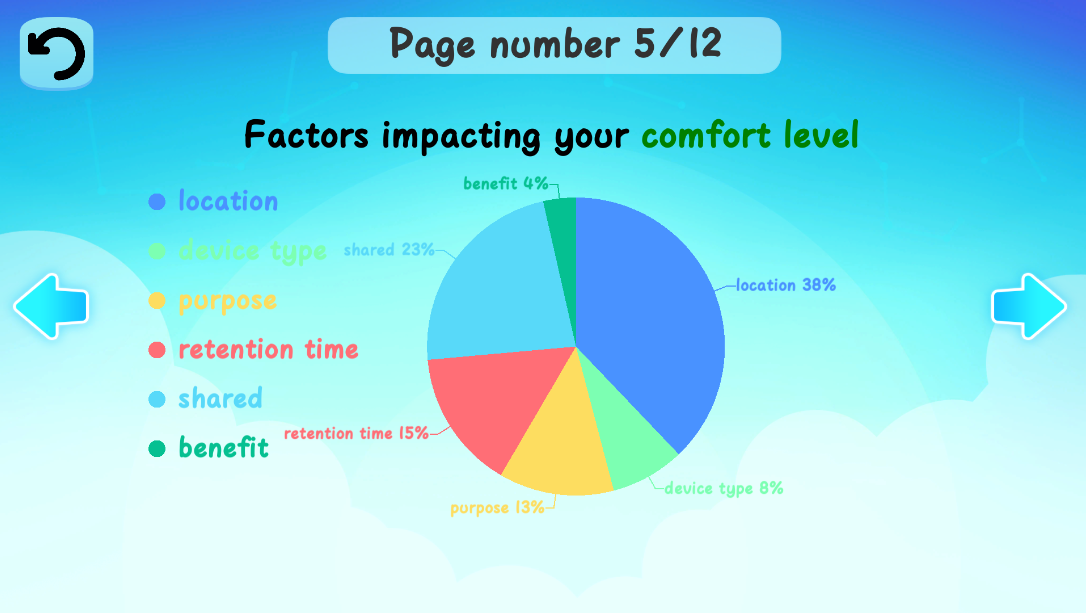 Page number 5/12
Factors impacting your comfort level
location
device type
purpose
retention time
shared
benefit
benefit 4%
shared 23%
location 38%
retention time 15%
device type 8%
purpose 13%